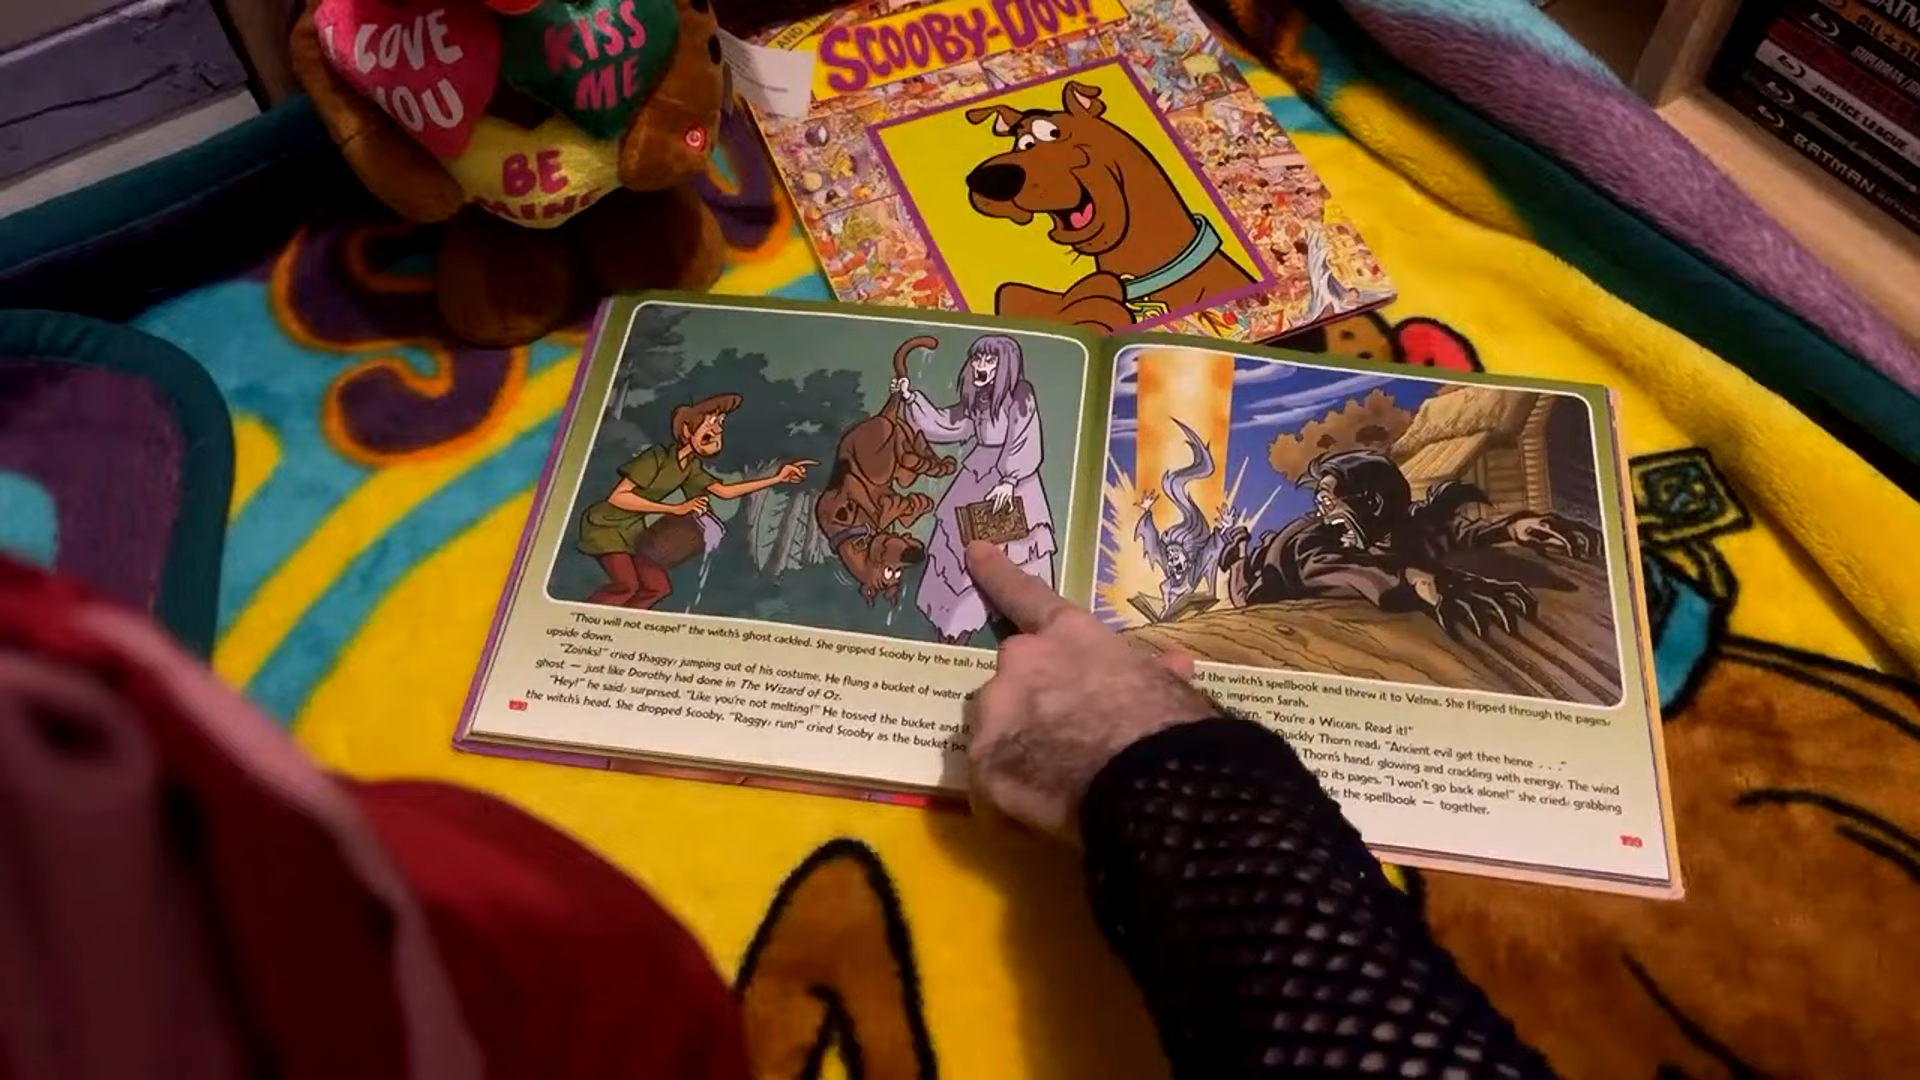 I LOVE
YOU
KISS
ME
BE
MINE
AND F
SCOOBY-DOO!
JUSTICE LEAGUE
BATMAN
"Thou will not escape!" the witch's ghost cackled. She gripped Scooby by the tail,
upside down.
"Zoinks!" cried Shaggy, jumping out of his costume. He flung a bucket of water
ghost — just like Dorothy had done in The Wizard of Oz.
"Hey!" he said, surprised. "Like you're not melting!" He tossed the bucket and
the witch's head. She dropped Scooby. "Raggy, run!" cried Scooby as the bucket
198
the witch's spellbook and threw it to Velma. She flipped through the pages,
to imprison Sarah.
Thorn. "You're a Wiccan. Read it!"
Quickly Thorn read, "Ancient evil get thee hence . . ."
Thorn's hand, glowing and crackling with energy. The wind
to its pages. "I won't go back alone!" she cried, grabbing
the spellbook — together.
199